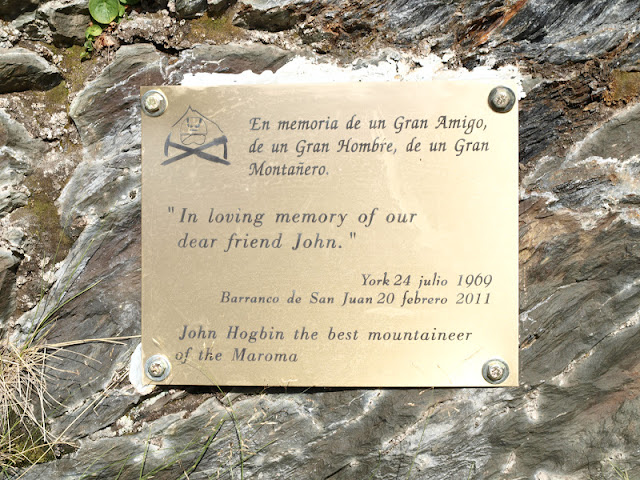 En memoria de un Gran Amigo,
de un Gran Hombre, de un Gran
Montañero.
"In loving memory of our
dear friend John."
York 24 julio 1969
Barranco de San Juan 20 febrero 2011
John Hogbin the best mountaineer
of the Maroma